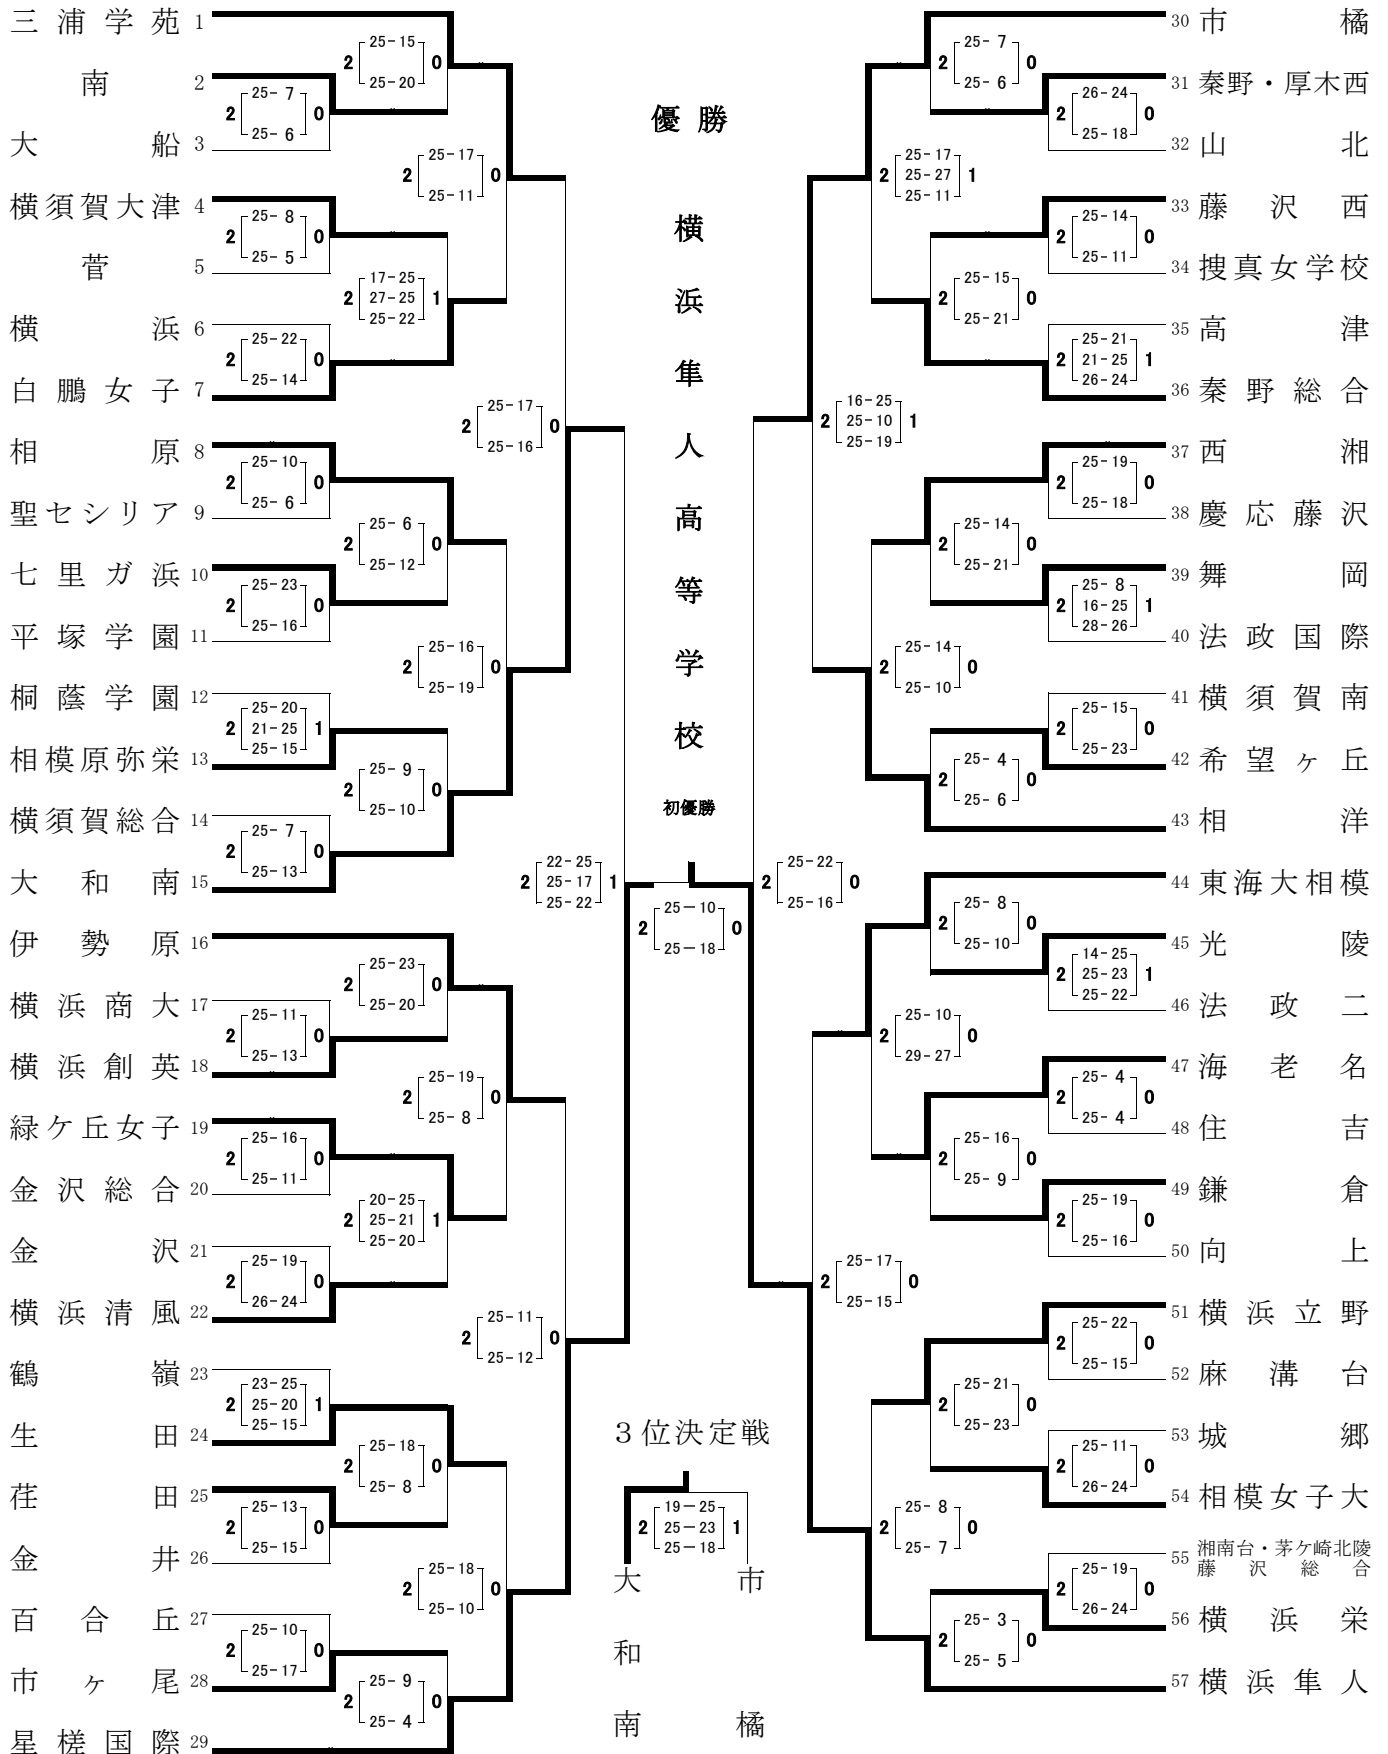 優勝
横浜隼人高等学校
初優勝
三浦学苑 1
南 2
大船 3
横須賀大津 4
菅 5
横浜 6
白鵬女子 7
相原 8
聖セシリア 9
七里ガ浜 10
平塚学園 11
桐蔭学園 12
相模原弥栄 13
横須賀総合 14
大和南 15
伊勢原 16
横浜商大 17
横浜創英 18
緑ケ丘女子 19
金沢総合 20
金沢 21
横浜清風 22
鶴嶺 23
生田 24
荏田 25
金井 26
百合丘 27
市ヶ尾 28
星槎国際 29
2 25-15 0
25-20
2 25-7 0
25-6
2 25-8 0
25-5
2 25-22 0
25-14
2 25-10 0
25-6
2 25-23 0
25-16
2 25-20 1
21-25
25-15
2 25-7 0
25-13
2 25-11 0
25-13
2 25-16 0
25-11
2 25-19 0
26-24
2 23-25 1
25-20
25-15
2 25-13 0
25-15
2 25-10 0
25-17
2 17-25 1
27-25
25-22
2 25-6 0
25-12
2 25-9 0
25-10
2 25-23 0
25-20
2 20-25 1
25-21
25-20
2 25-18 0
25-8
2 25-9 0
25-4
2 25-17 0
25-11
2 25-16 0
25-19
2 25-19 0
25-8
2 25-18 0
25-10
2 25-17 0
25-16
2 25-11 0
25-12
2 22-25 1
25-17
25-22
2 25-10 0
25-18
2 25-22 0
25-16
2 16-25 1
25-10
25-19
2 25-17 0
25-15
2 25-17 1
25-27
25-11
2 25-14 0
25-10
2 25-10 0
29-27
2 25-8 0
25-7
2 25-7 0
25-6
2 25-15 0
25-21
2 25-14 0
25-21
2 25-4 0
25-6
2 25-8 0
25-10
2 25-16 0
25-9
2 25-21 0
25-23
2 25-3 0
25-5
2 26-24 0
25-18
2 25-14 0
25-11
2 25-21 1
21-25
26-24
2 25-19 0
25-18
2 25-8 1
16-25
28-26
2 25-15 0
25-23
2 14-25 1
25-23
25-22
2 25-4 0
25-4
2 25-19 0
25-16
2 25-22 0
25-15
2 25-11 0
26-24
2 25-19 0
26-24
30 市橘
31 秦野・厚木西
32 山北
33 藤沢西
34 捜真女学校
35 高津
36 秦野総合
37 西湘
38 慶応藤沢
39 舞岡
40 法政国際
41 横須賀南
42 希望ヶ丘
43 相洋
44 東海大相模
45 光陵
46 法政二
47 海老名
48 住吉
49 鎌倉
50 向上
51 横浜立野
52 麻溝台
53 城郷
54 相模女子大
55 湘南台・茅ケ崎北陵
藤沢総合
56 横浜栄
57 横浜隼人
3位決定戦
2 19-25 1
25-23
25-18
大和南
市橘